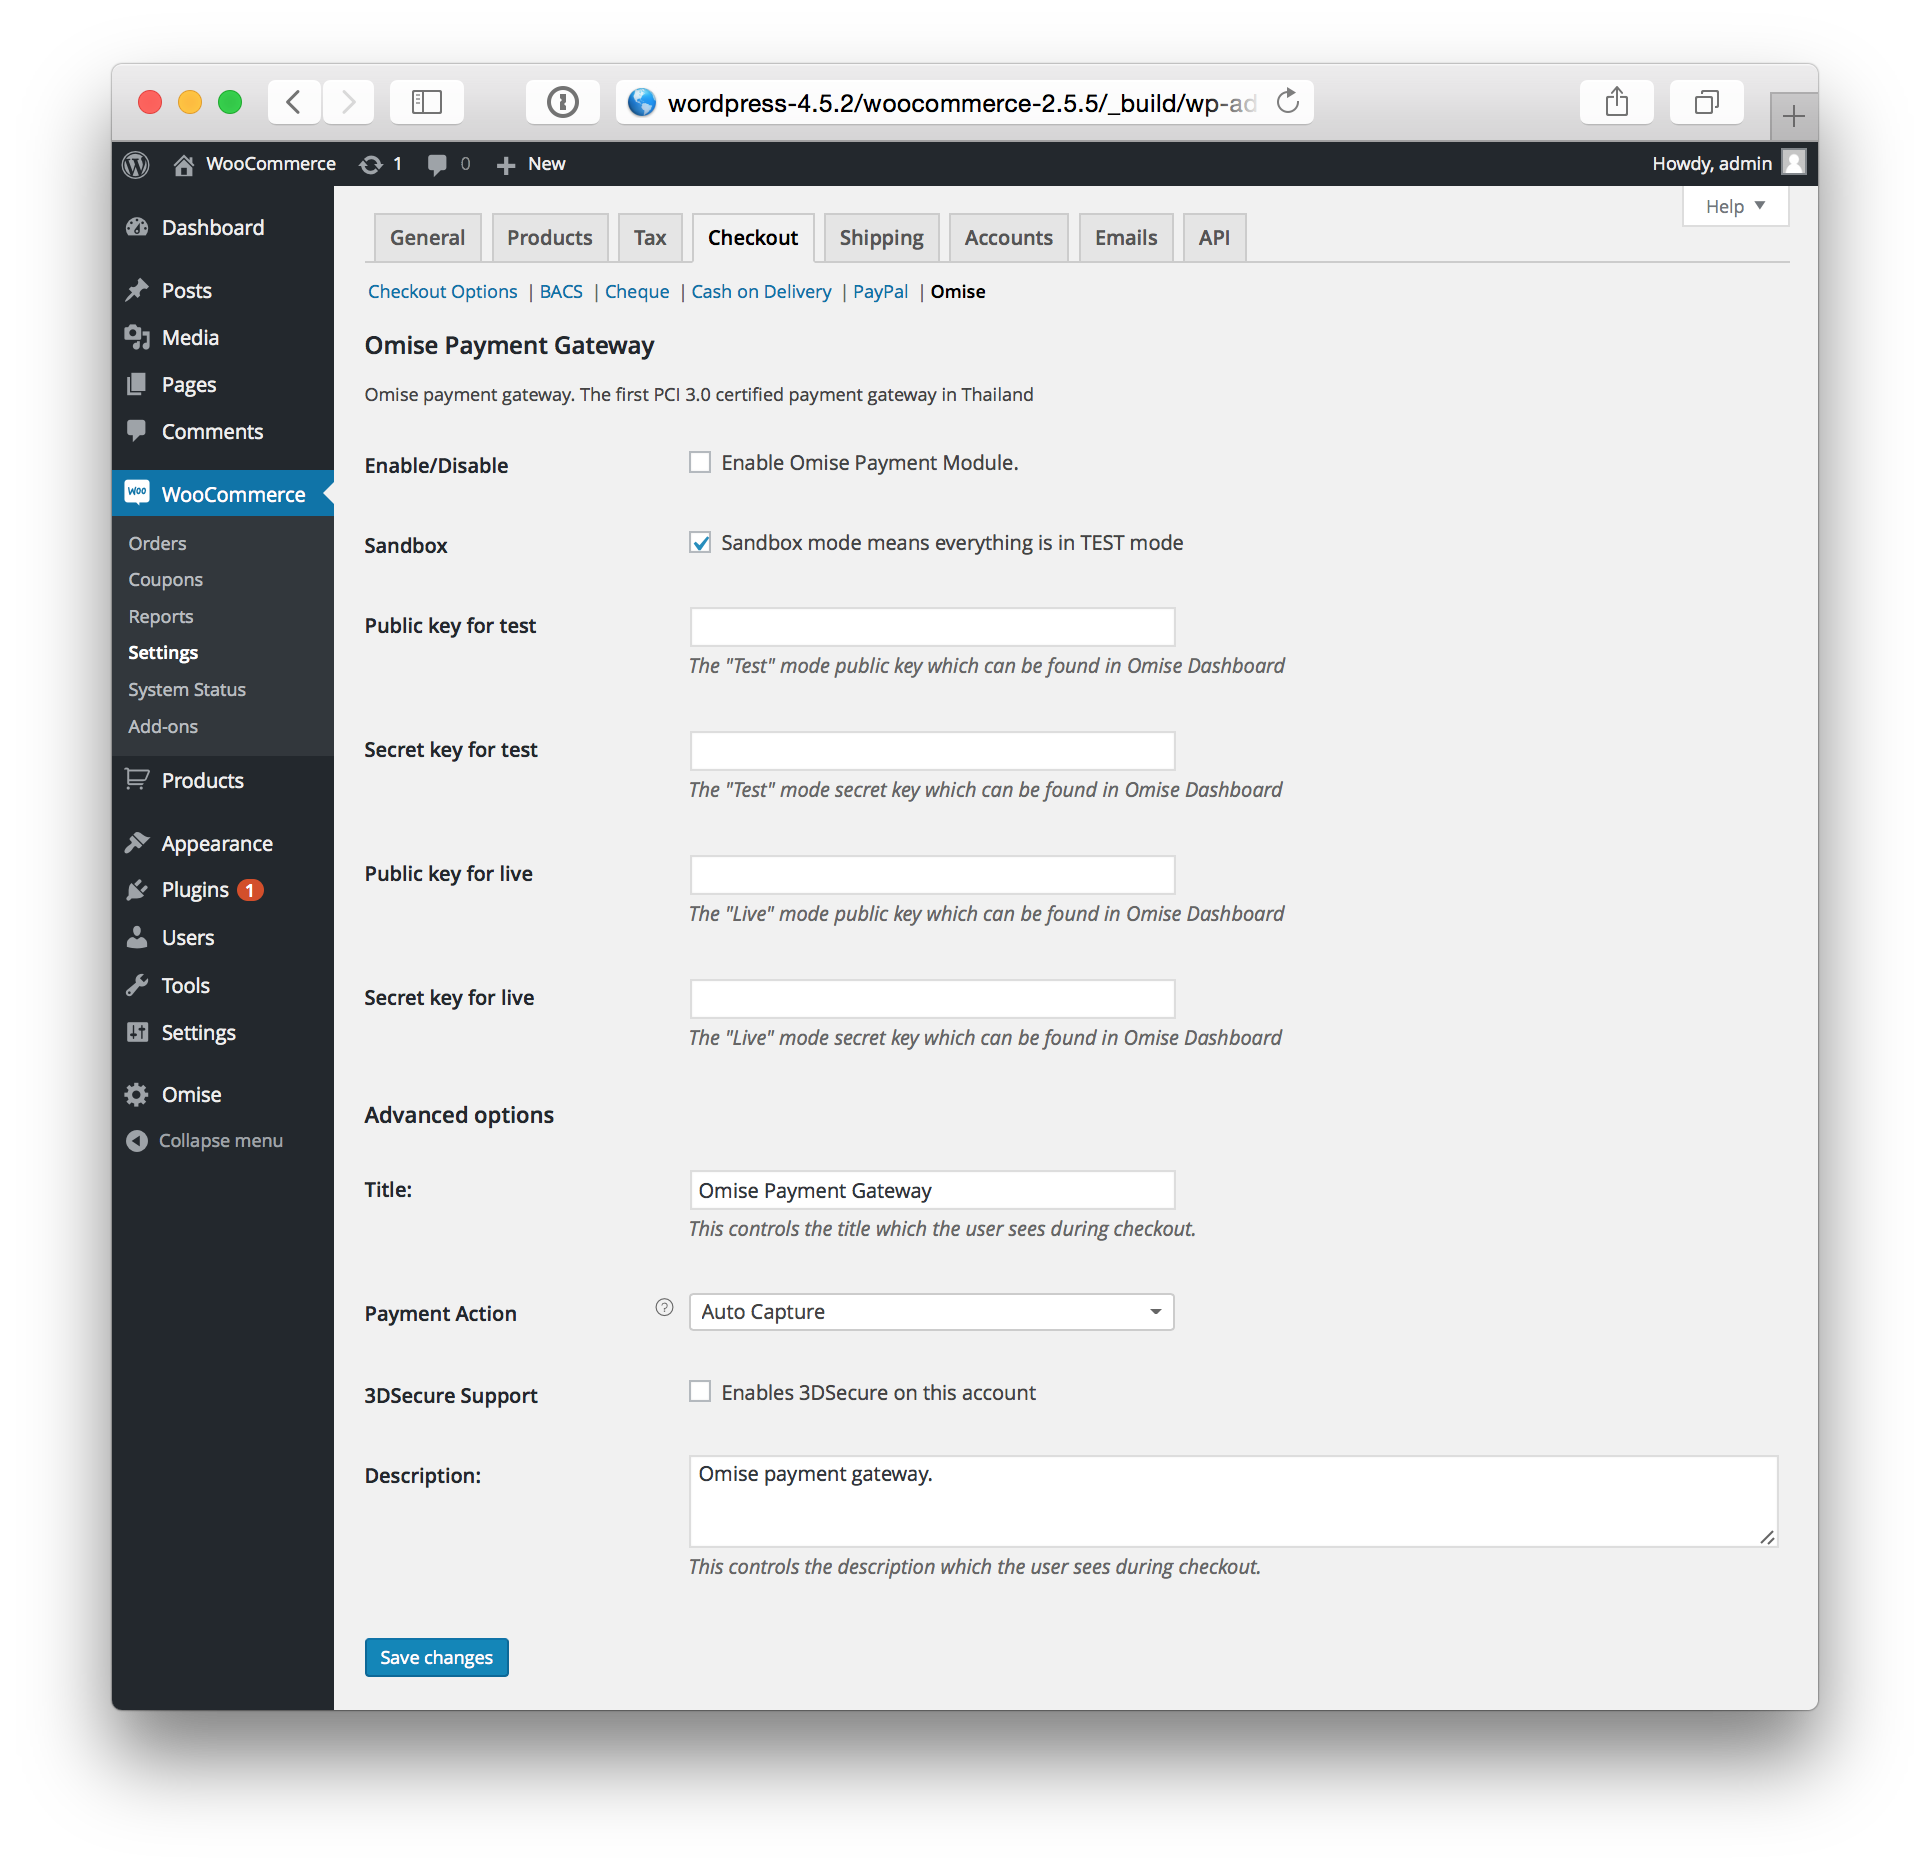 wordpress-4.5.2/woocommerce-2.5.5/_build/wp-ad
WooCommerce 1 0 New Howdy, admin
Help
Dashboard
Posts
Media
Pages
Comments
Woo WooCommerce
Orders
Coupons
Reports
Settings
System Status
Add-ons
Products
Appearance
Plugins 1
Users
Tools
Settings
Omise
Collapse menu
General Products Tax Checkout Shipping Accounts Emails API
Checkout Options | BACS | Cheque | Cash on Delivery | PayPal | Omise
Omise Payment Gateway
Omise payment gateway. The first PCI 3.0 certified payment gateway in Thailand
Enable/Disable Enable Omise Payment Module.
Sandbox Sandbox mode means everything is in TEST mode
Public key for test
The "Test" mode public key which can be found in Omise Dashboard
Secret key for test
The "Test" mode secret key which can be found in Omise Dashboard
Public key for live
The "Live" mode public key which can be found in Omise Dashboard
Secret key for live
The "Live" mode secret key which can be found in Omise Dashboard
Advanced options
Title: Omise Payment Gateway
This controls the title which the user sees during checkout.
Payment Action ? Auto Capture
3DSecure Support Enables 3DSecure on this account
Description: Omise payment gateway.
This controls the description which the user sees during checkout.
Save changes